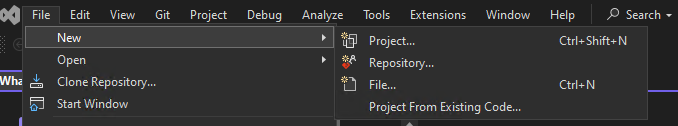 File Edit View Git Project Debug Analyze Tools Extensions Window Help Search
New Project... Ctrl+Shift+N
Open Repository...
Wha Clone Repository... File... Ctrl+N
Start Window Project From Existing Code...